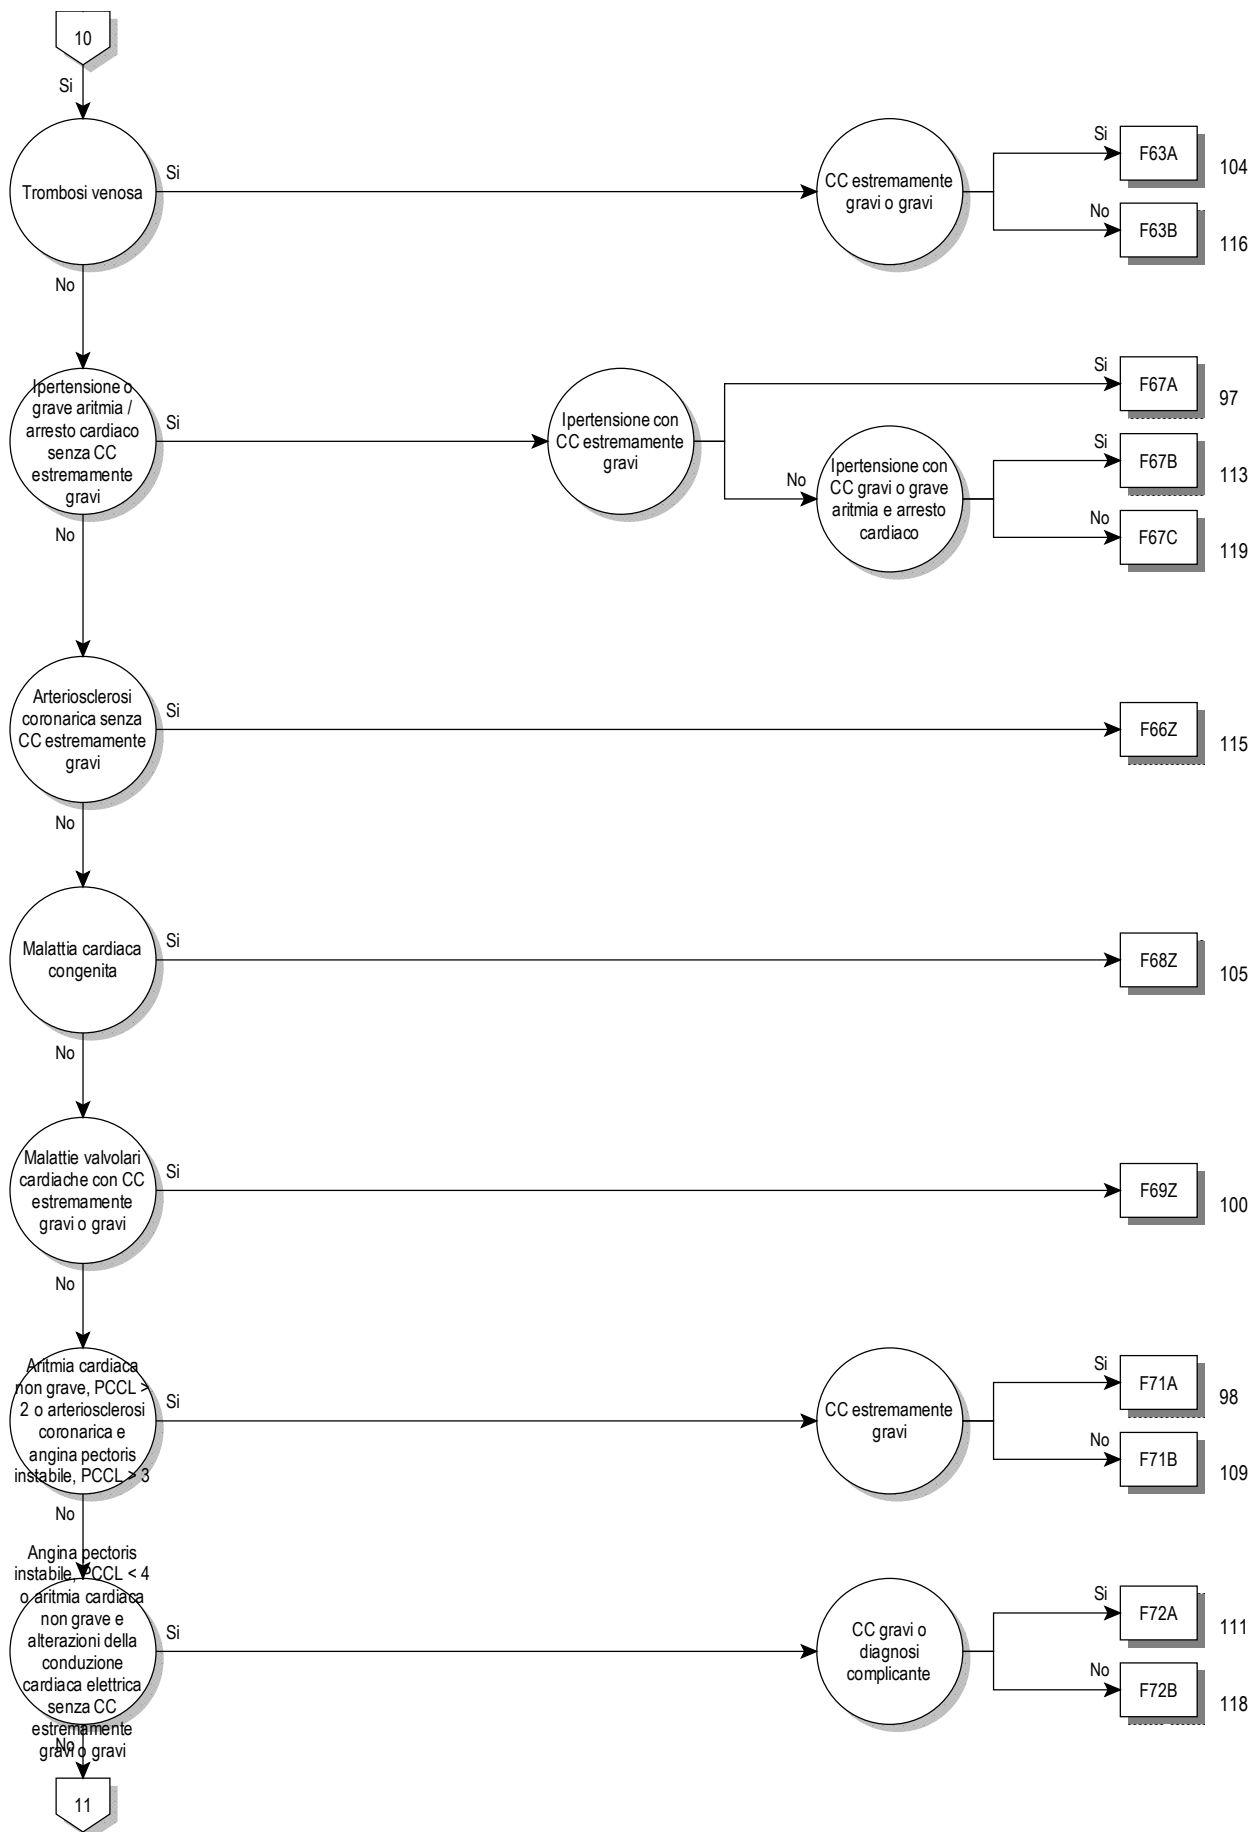 10
Si
Trombosi venosa
Si
CC estremamente
gravi o gravi
Si
F63A
104
No
F63B
116
No
Ipertensione o
grave aritmia /
arresto cardiaco
senza CC
estremamente
gravi
Si
Ipertensione con
CC estremamente
gravi
Si
F67A
97
No
Ipertensione con
CC gravi o grave
aritmia e arresto
cardiaco
Si
F67B
113
No
F67C
119
No
Arteriosclerosi
coronarica senza
CC estremamente
gravi
Si
F66Z
115
No
Malattia cardiaca
congenita
Si
F68Z
105
No
Malattie valvolari
cardiache con CC
estremamente
gravi o gravi
Si
F69Z
100
No
Aritmia cardiaca
non grave, PCCL >
2 o arteriosclerosi
coronarica e
angina pectoris
instabile, PCCL > 3
Si
CC estremamente
gravi
Si
F71A
98
No
F71B
109
No
Angina pectoris
instabile, PCCL < 4
o aritmia cardiaca
non grave e
alterazioni della
conduzione
cardiaca elettrica
senza CC
estremamente
gravi o gravi
Si
CC gravi o
diagnosi
complicante
Si
F72A
111
No
F72B
118
No
11